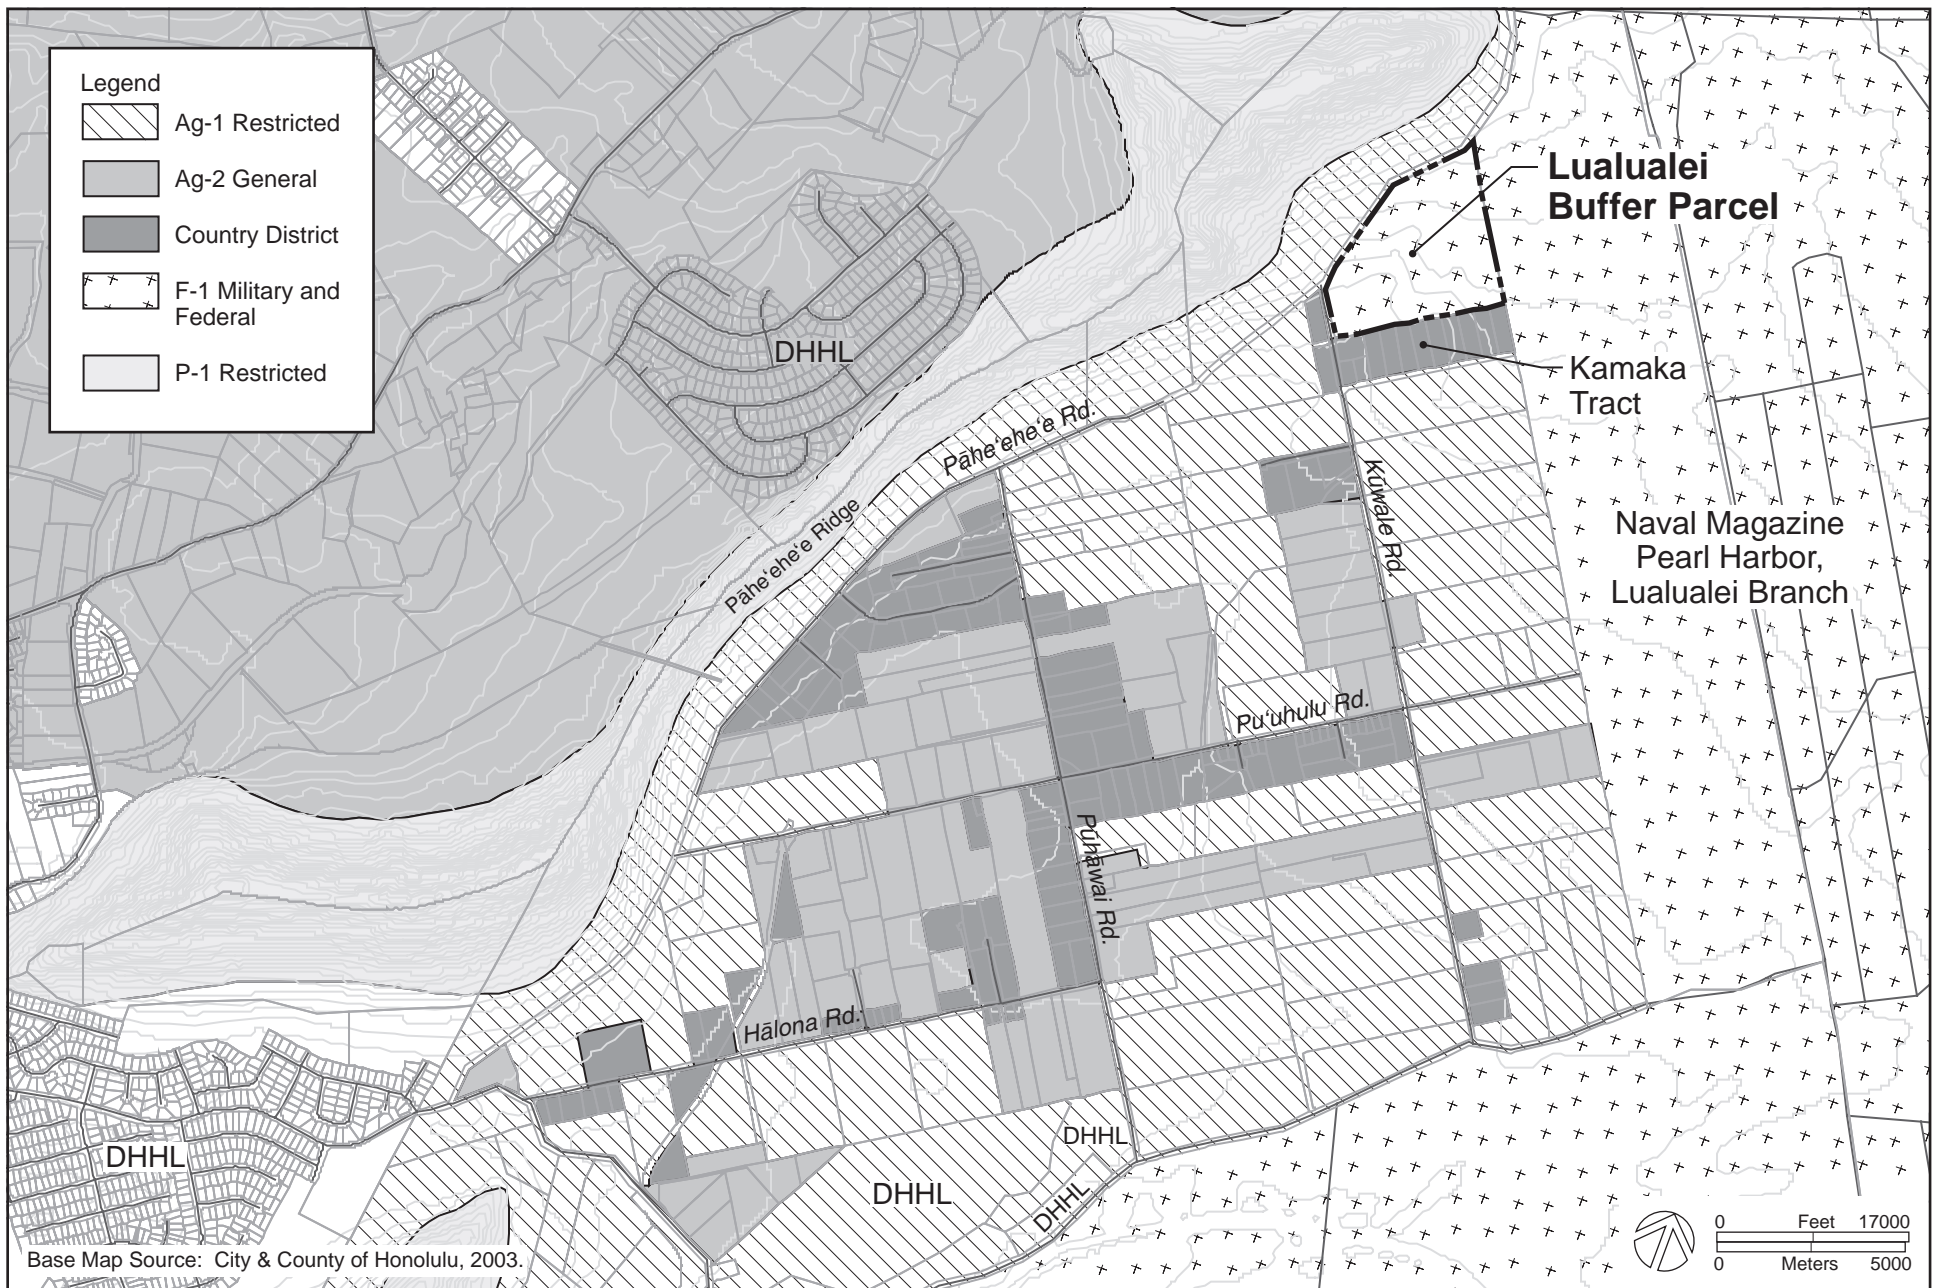 Legend
Ag-1 Restricted
Ag-2 General
Country District
F-1 Military and
Federal
P-1 Restricted
Lualualei
Buffer Parcel
DHHL
Kamaka
Tract
Pāheʻeheʻe Rd.
Pāheʻeheʻe Ridge
Kūwale Rd.
Naval Magazine
Pearl Harbor,
Lualualei Branch
Puʻuhulu Rd.
Pūhāwai Rd.
Hālona Rd.
DHHL
DHHL
DHHL
DHHL
Base Map Source: City & County of Honolulu, 2003.
0 Feet 17000
0 Meters 5000